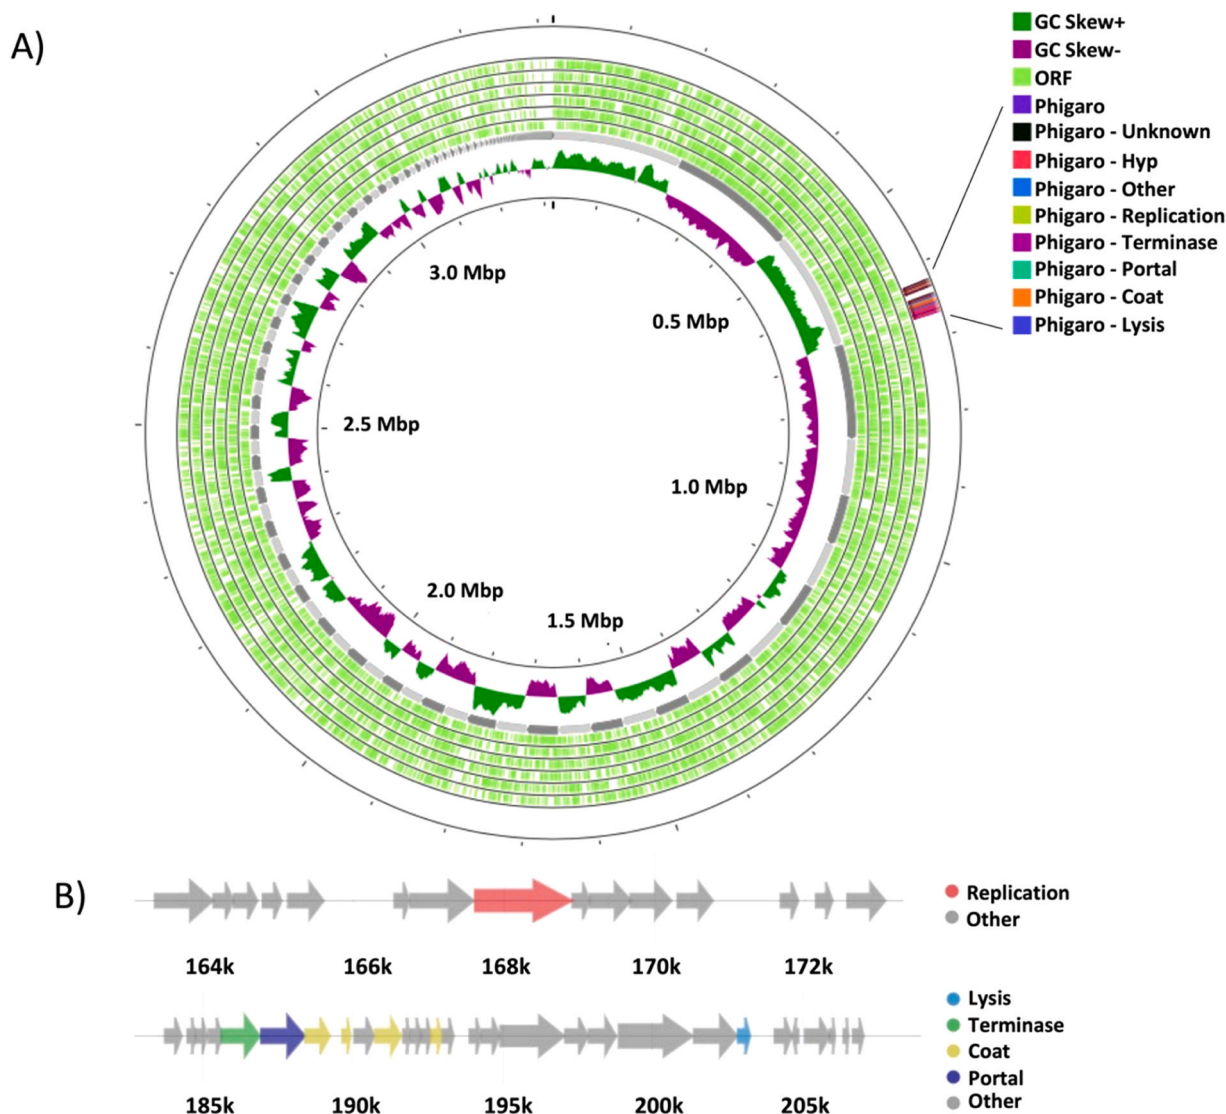 A)
GC Skew+
GC Skew-
ORF
Phigaro
Phigaro - Unknown
Phigaro - Hyp
Phigaro - Other
Phigaro - Replication
Phigaro - Terminase
Phigaro - Portal
Phigaro - Coat
Phigaro - Lysis
3.0 Mbp
0.5 Mbp
2.5 Mbp
1.0 Mbp
2.0 Mbp
1.5 Mbp
B)
Replication
Other
164k 166k 168k 170k 172k
Lysis
Terminase
Coat
Portal
Other
185k 190k 195k 200k 205k